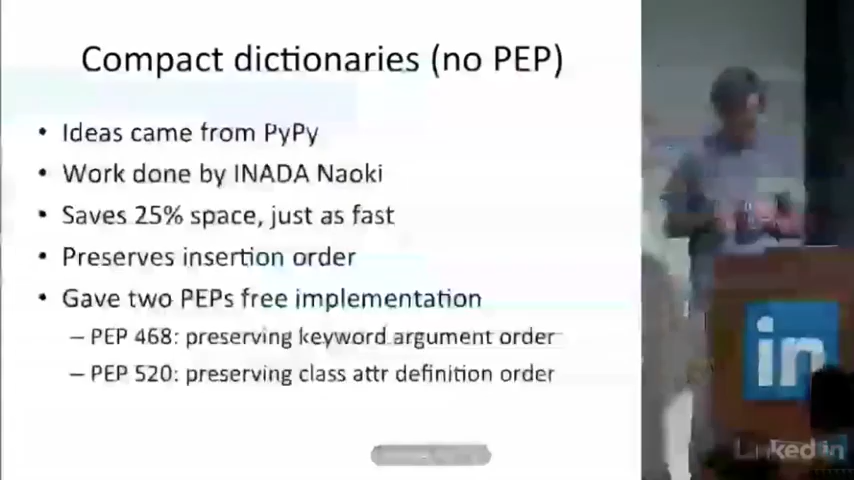 Compact dictionaries (no PEP)
• Ideas came from PyPy
• Work done by INADA Naoki
• Saves 25% space, just as fast
• Preserves insertion order
• Gave two PEPs free implementation
– PEP 468: preserving keyword argument order
– PEP 520: preserving class attr definition order
in
Linked in